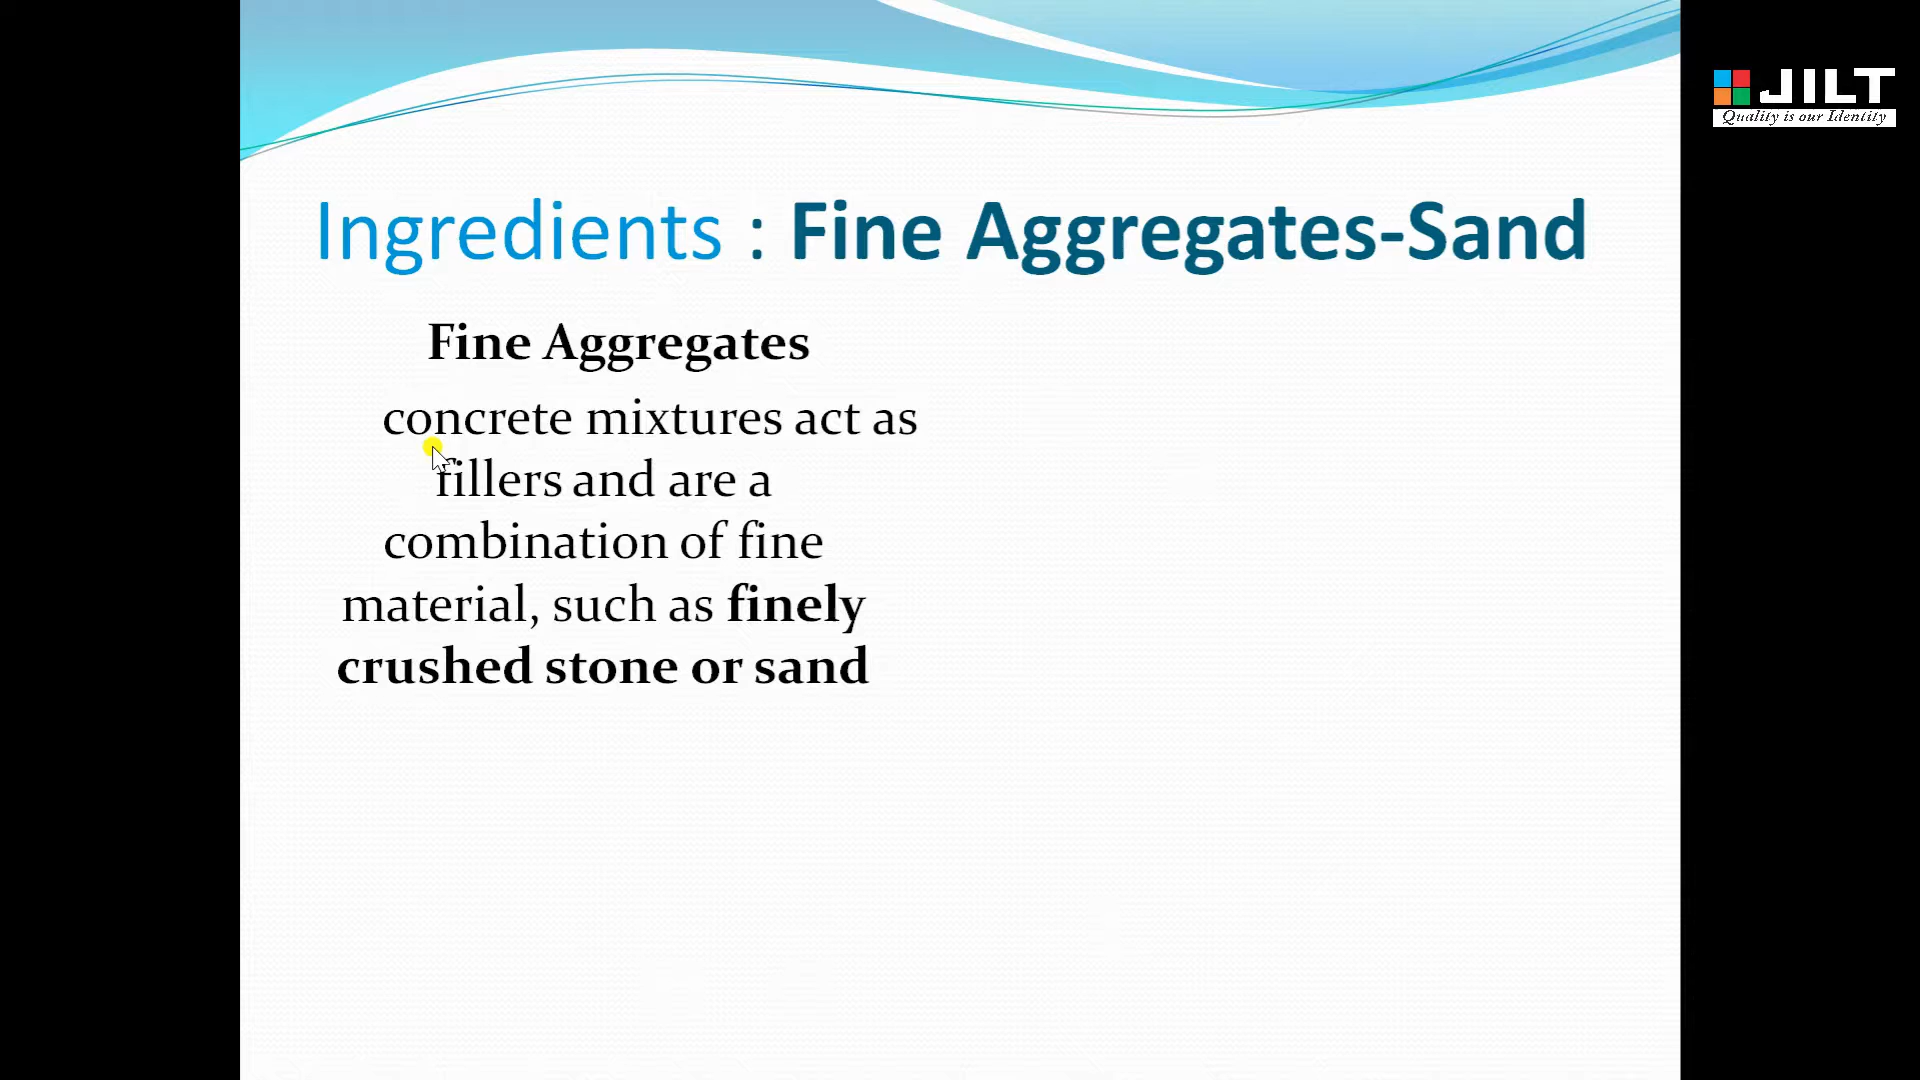 JILT
Quality is our Identity
Ingredients : Fine Aggregates-Sand
Fine Aggregates
concrete mixtures act as
fillers and are a
combination of fine
material, such as finely
crushed stone or sand